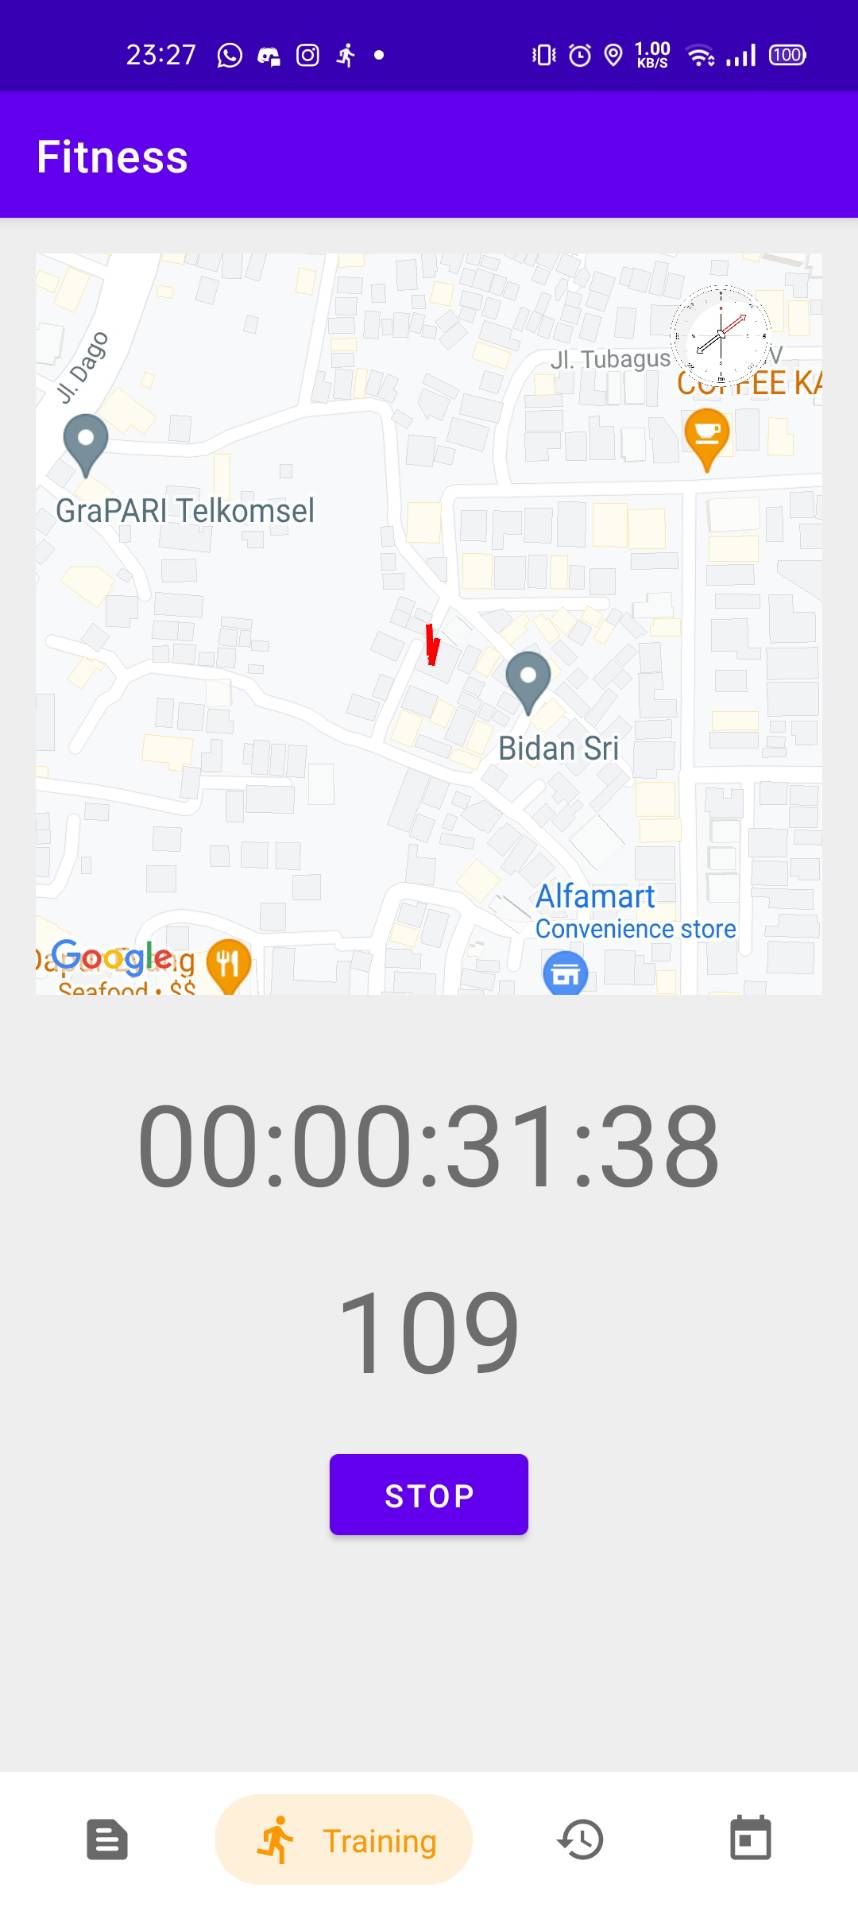 23:27
1.00
KB/S
100
Fitness
Jl. Dago
Jl. Tubagus
V
COFFEE KA
GraPARI Telkomsel
Bidan Sri
Alfamart
Convenience store
Google
Seafood • $$
00:00:31:38
109
STOP
Training